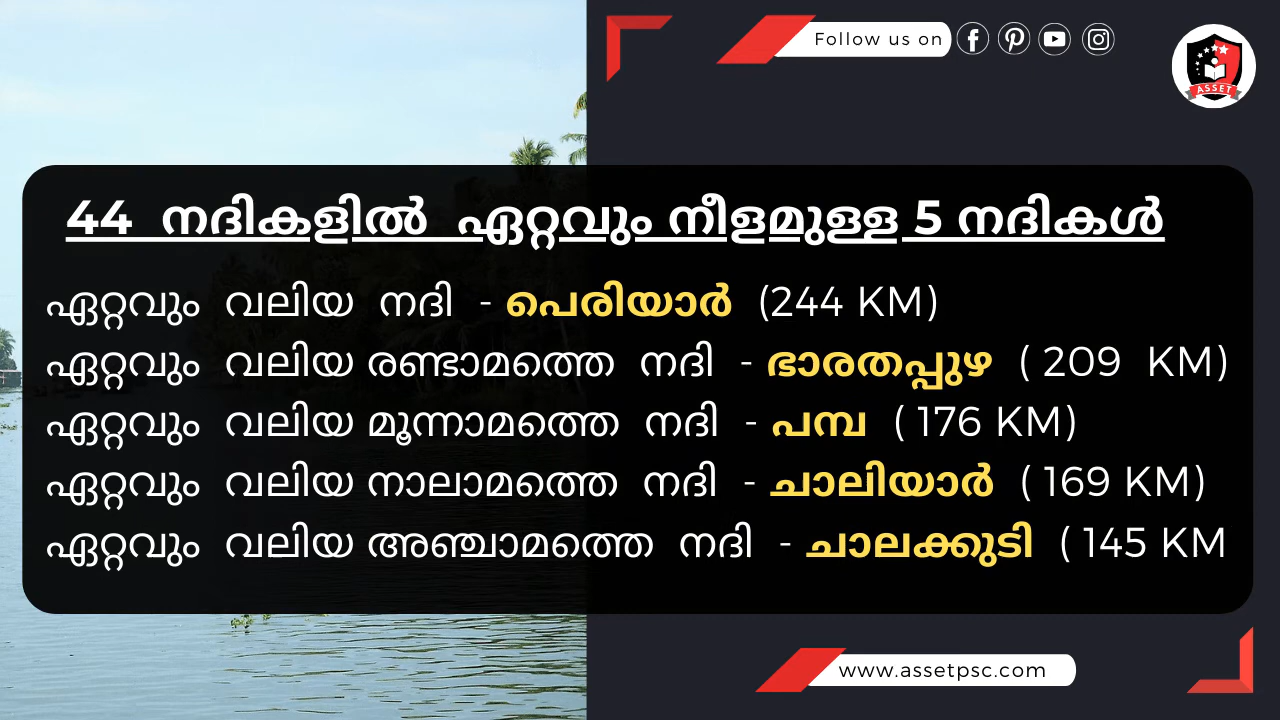 Follow us on
ASSET
44 നദികളിൽ ഏറ്റവും നീളമുള്ള 5 നദികൾ
ഏറ്റവും വലിയ നദി - പെരിയാർ (244 KM)
ഏറ്റവും വലിയ രണ്ടാമത്തെ നദി - ഭാരതപ്പുഴ ( 209 KM)
ഏറ്റവും വലിയ മൂന്നാമത്തെ നദി - പമ്പ ( 176 KM)
ഏറ്റവും വലിയ നാലാമത്തെ നദി - ചാലിയാർ ( 169 KM)
ഏറ്റവും വലിയ അഞ്ചാമത്തെ നദി - ചാലക്കുടി ( 145 KM
www.assetpsc.com